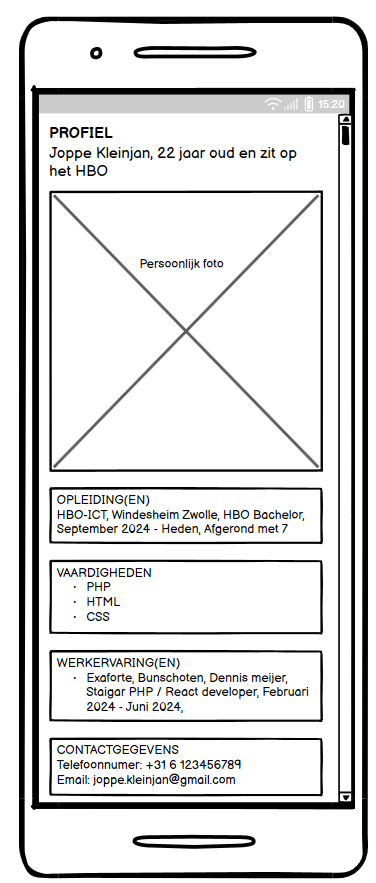 15:20
PROFIEL
Joppe Kleinjan, 22 jaar oud en zit op
het HBO
Persoonlijk foto
OPLEIDING(EN)
HBO-ICT, Windesheim Zwolle, HBO Bachelor,
September 2024 - Heden, Afgerond met 7
VAARDIGHEDEN
• PHP
• HTML
• CSS
WERKERVARING(EN)
• Exaforte, Bunschoten, Dennis meijer,
Staigar PHP / React developer, Februari
2024 - Juni 2024,
CONTACTGEGEVENS
Telefoonnumer: +31 6 123456789
Email: joppe.kleinjan@gmail.com